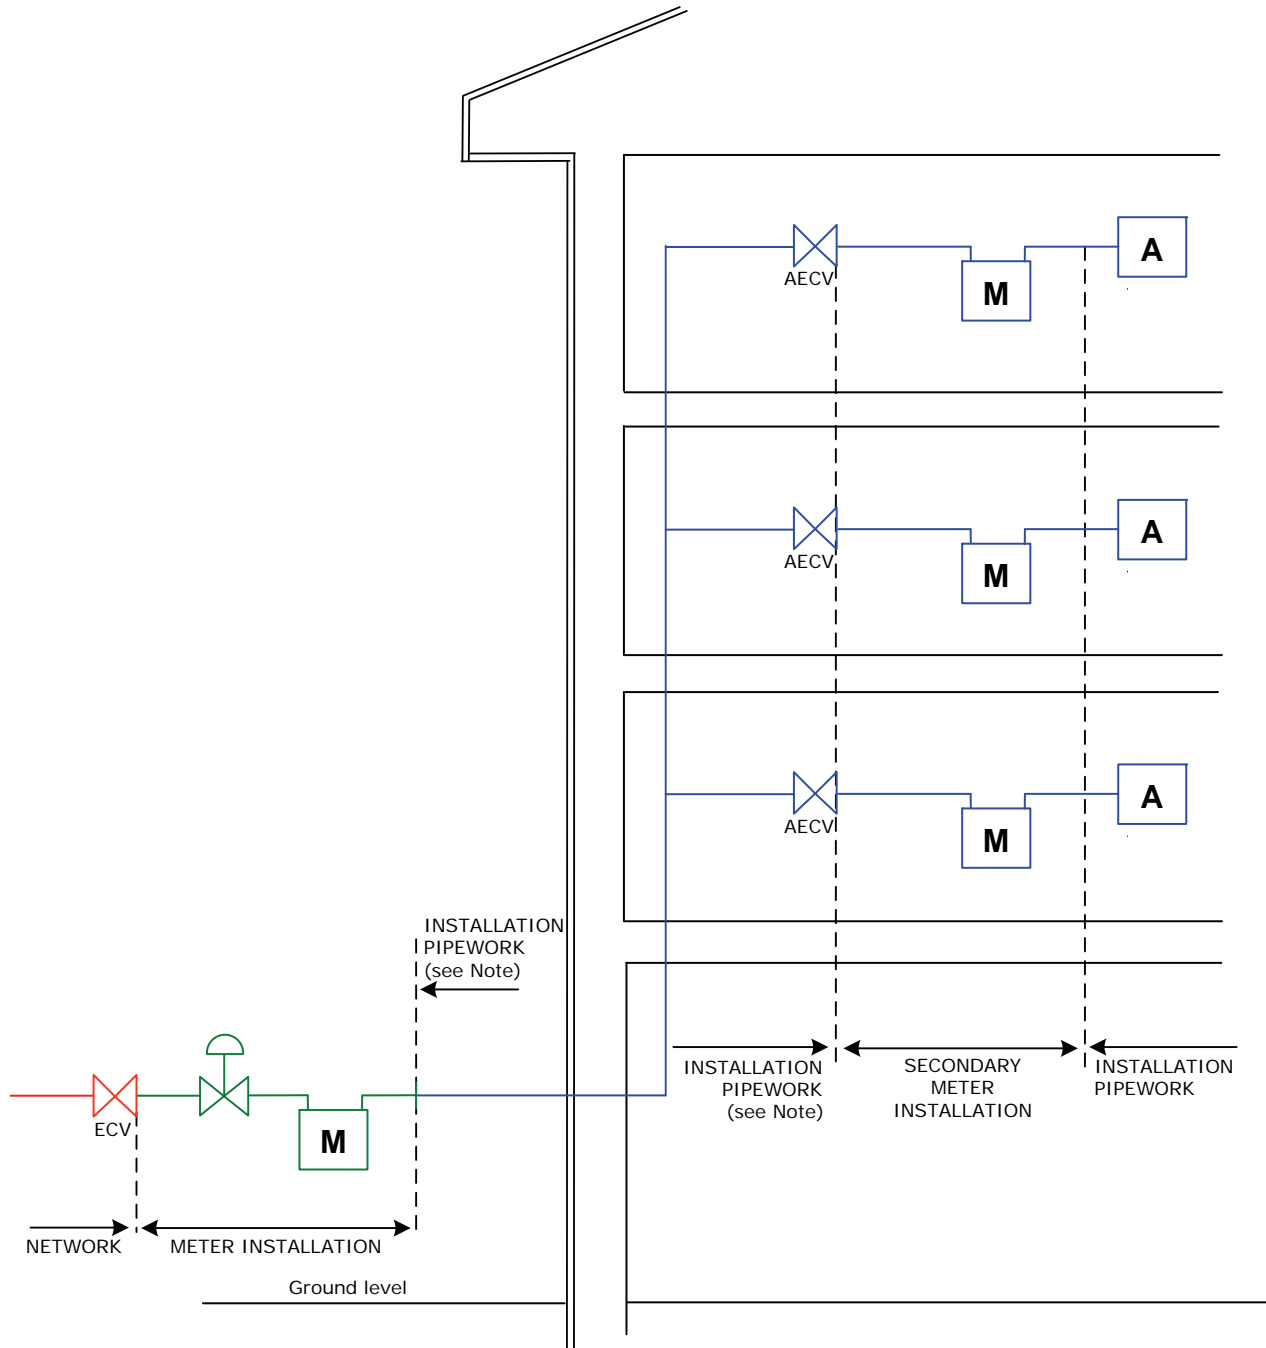 A
AECV
M
A
AECV
M
A
AECV
M
INSTALLATION
PIPEWORK
(see Note)
INSTALLATION
PIPEWORK
(see Note)
SECONDARY
METER
INSTALLATION
INSTALLATION
PIPEWORK
ECV
M
NETWORK
METER INSTALLATION
Ground level